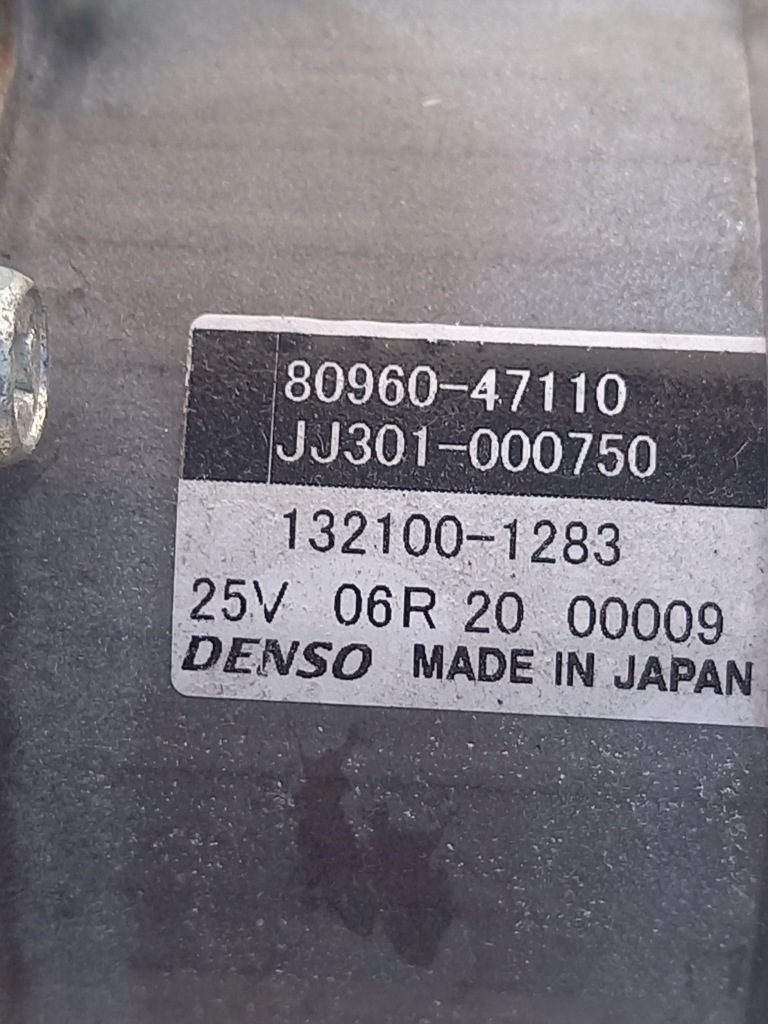 80960-47110
JJ301-000750
132100-1283
25V 06R 20 00009
DENSO MADE IN JAPAN